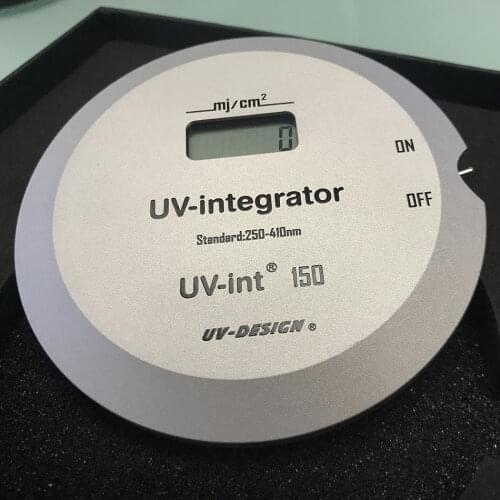 mj/cm²
0
ON
UV-integrator
OFF
Standard:250-410nm
UV-int® 150
UV-DESIGN ®